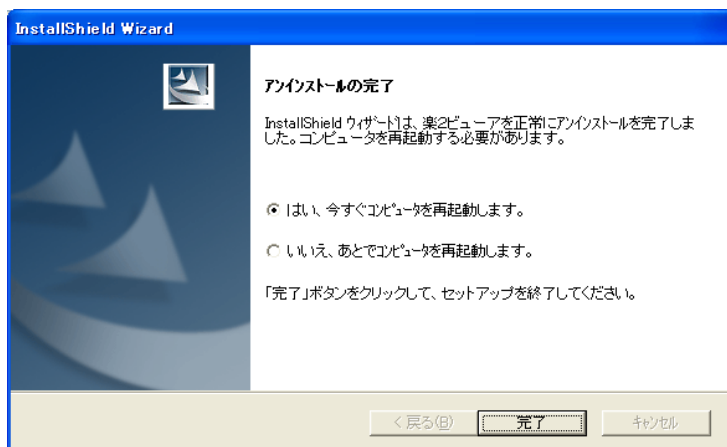 InstallShield Wizard
アンインストールの完了
InstallShield ウィザードは、楽2ビューアを正常にアンインストールを完了しま
した。コンピュータを再起動する必要があります。
はい、今すぐコンピュータを再起動します。
いいえ、あとでコンピュータを再起動します。
「完了」ボタンをクリックして、セットアップを終了してください。
< 戻る(B)
完了
キャンセル